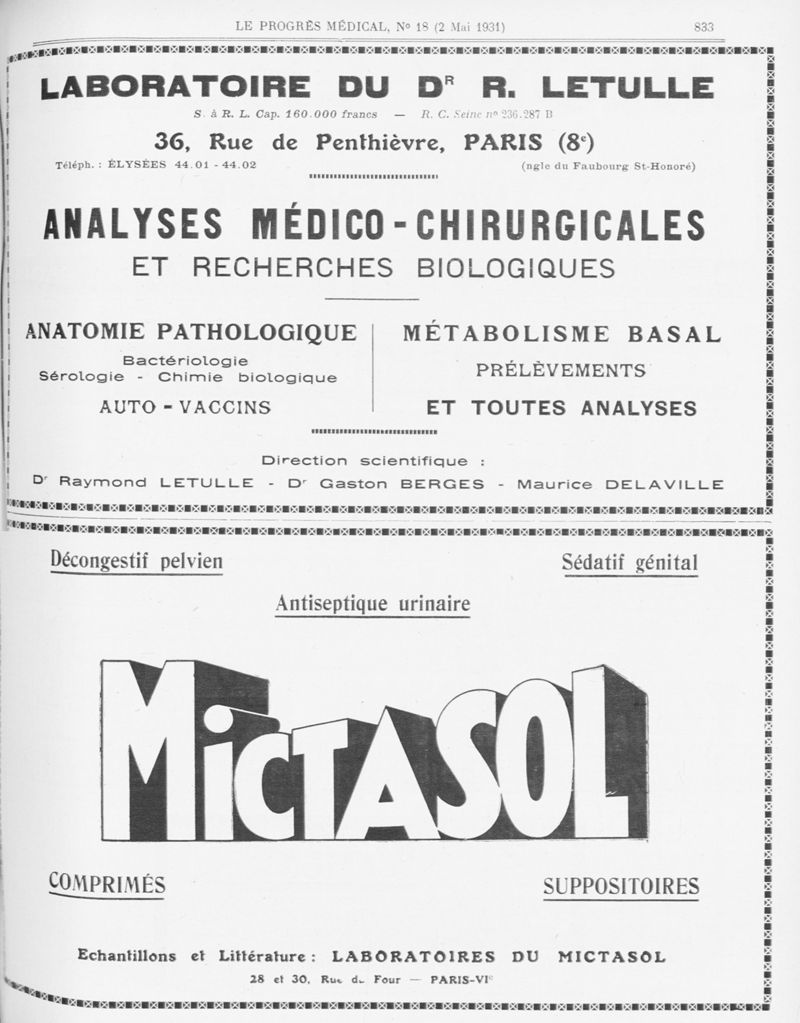 LE PROGRÈS MÉDICAL, Nº 18 (2 Mai 1931) 833
LABORATOIRE DU Dᴿ R. LETULLE
S. à R. L. Cap. 160.000 francs — R. C. Seine nº 236.287 B
36, Rue de Penthièvre, PARIS (8ᵉ)
Téléph. : ÉLYSÉES 44.01 - 44.02 (ngle du Faubourg St-Honoré)
ANALYSES MÉDICO-CHIRURGICALES
ET RECHERCHES BIOLOGIQUES
ANATOMIE PATHOLOGIQUE
Bactériologie
Sérologie - Chimie biologique
AUTO-VACCINS
MÉTABOLISME BASAL
PRÉLÈVEMENTS
ET TOUTES ANALYSES
Direction scientifique :
Dʳ Raymond LETULLE - Dʳ Gaston BERGES - Maurice DELAVILLE
Décongestif pelvien
Sédatif génital
Antiseptique urinaire
MiCTASOL
COMPRIMÉS
SUPPOSITOIRES
Echantillons et Littérature : LABORATOIRES DU MICTASOL
28 et 30, Rue du Four — PARIS-VIᵉ